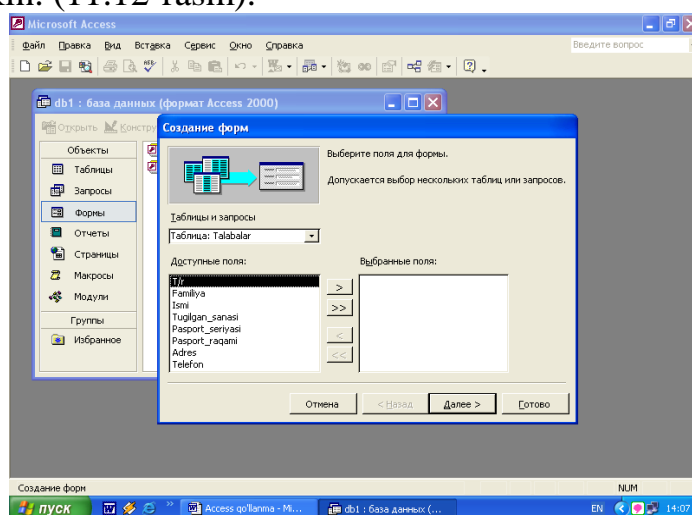 (11.12 rasm).
Microsoft Access
Файл Правка Вид Вставка Сервис Окно Справка
Введите вопрос
db1 : база данных (формат Access 2000)
Открыть Констру
Объекты
Таблицы
Запросы
Формы
Отчеты
Страницы
Макросы
Модули
Группы
Избранное
Создание форм
Выберите поля для формы.
Допускается выбор нескольких таблиц или запросов.
Таблицы и запросы
Таблица: Talabalar
Доступные поля:
Выбранные поля:
T/r
Familiya
Ismi
Tugilgan_sanasi
Pasport_seriyasi
Pasport_raqami
Adres
Telefon
>
>>
<
<<
Отмена < Назад Далее > Готово
Создание форм
NUM
пуск
Access qo'llanma - Mi...
db1 : база данных (...
EN
14:07